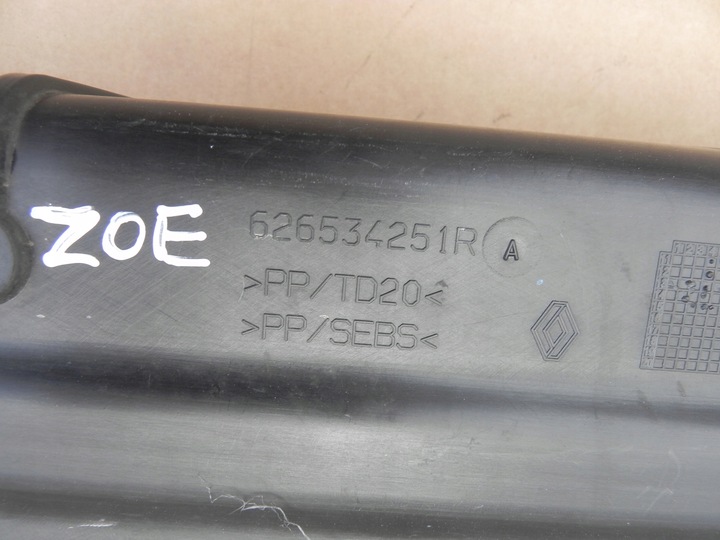 ZOE
626534251R A
>PP/TD20<
>PP/SEBS<